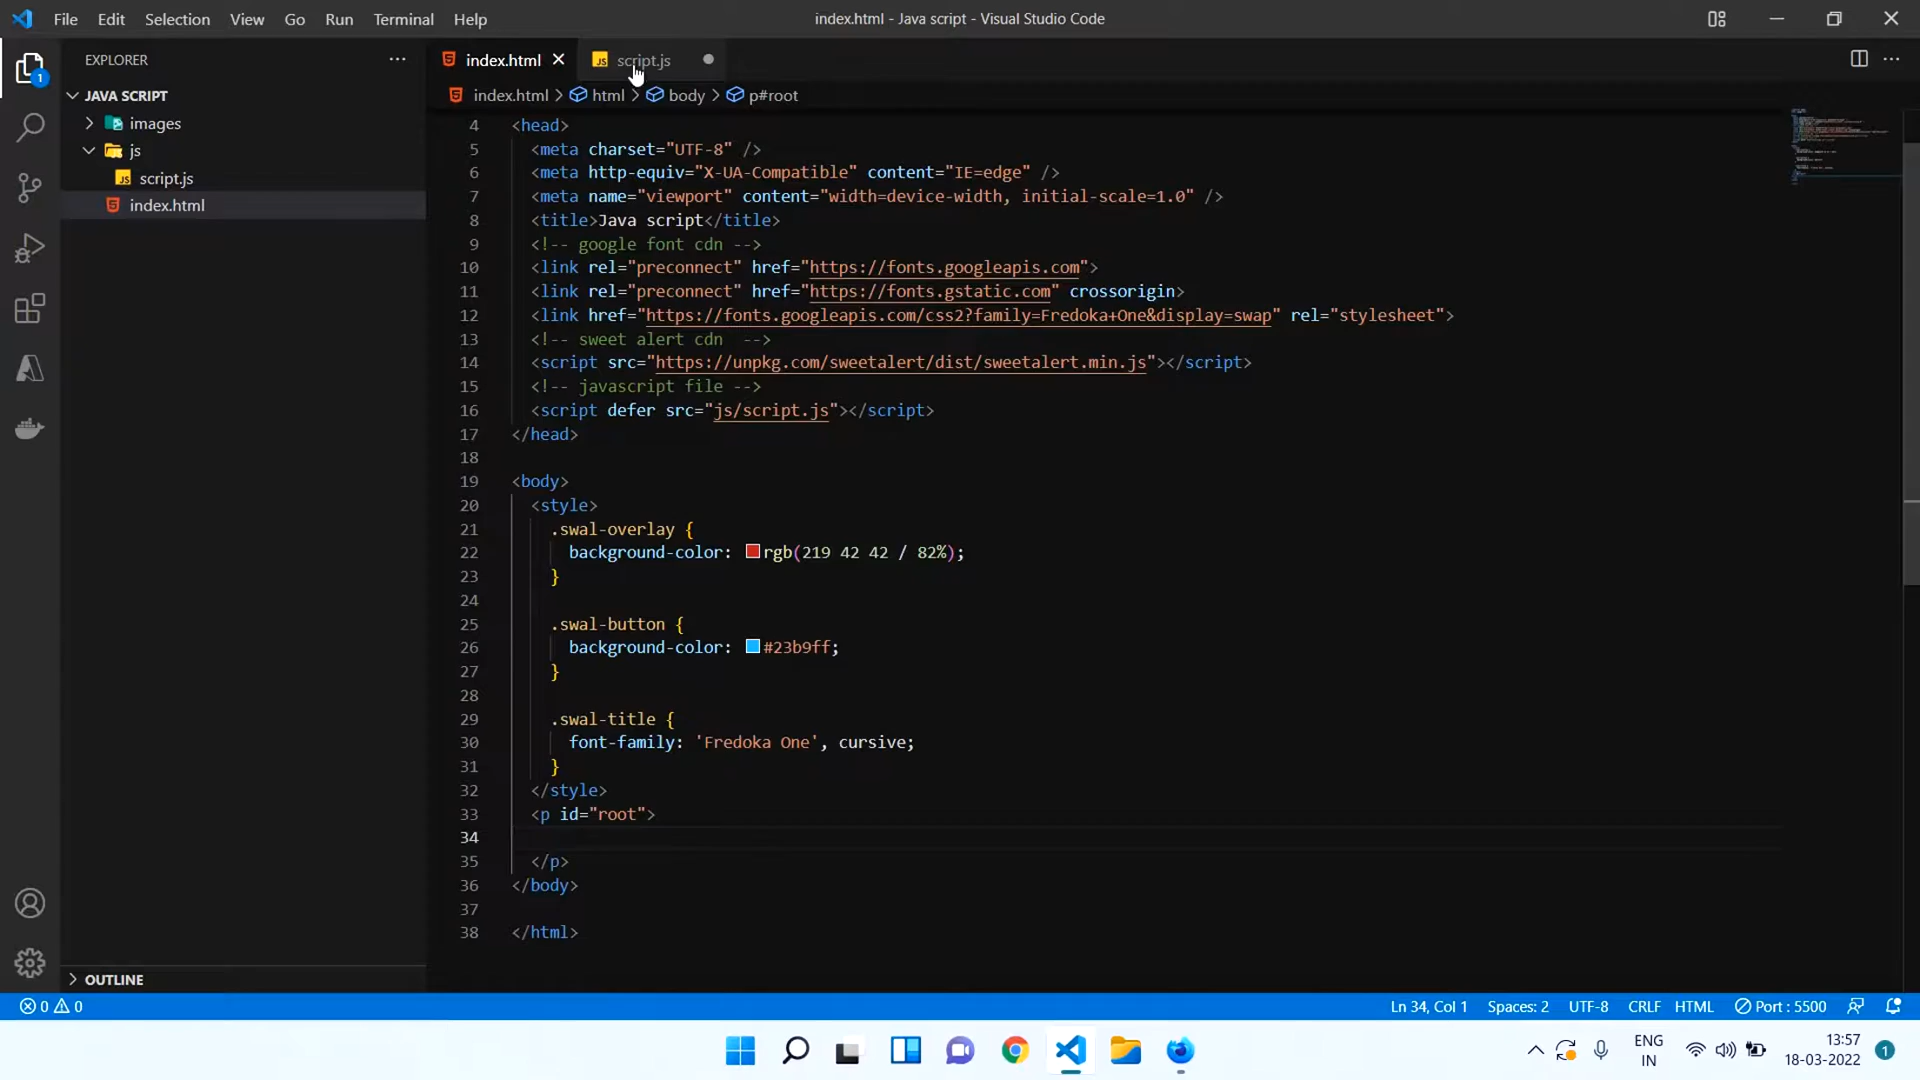 File Edit Selection View Go Run Terminal Help
index.html - Java script - Visual Studio Code
EXPLORER
index.html
script.js
JAVA SCRIPT
index.html > html > body > p#root
images
js
script.js
index.html
4 <head>
5 <meta charset="UTF-8" />
6 <meta http-equiv="X-UA-Compatible" content="IE=edge" />
7 <meta name="viewport" content="width=device-width, initial-scale=1.0" />
8 <title>Java script</title>
9 <!-- google font cdn -->
10 <link rel="preconnect" href="https://fonts.googleapis.com">
11 <link rel="preconnect" href="https://fonts.gstatic.com" crossorigin>
12 <link href="https://fonts.googleapis.com/css2?family=Fredoka+One&display=swap" rel="stylesheet">
13 <!-- sweet alert cdn  -->
14 <script src="https://unpkg.com/sweetalert/dist/sweetalert.min.js"></script>
15 <!-- javascript file -->
16 <script defer src="js/script.js"></script>
17 </head>
18
19 <body>
20 <style>
21 .swal-overlay {
22 background-color: rgb(219 42 42 / 82%);
23 }
24
25 .swal-button {
26 background-color: #23b9ff;
27 }
28
29 .swal-title {
30 font-family: 'Fredoka One', cursive;
31 }
32 </style>
33 <p id="root">
34
35 </p>
36 </body>
37
38 </html>
OUTLINE
0 0
Ln 34, Col 1 Spaces: 2 UTF-8 CRLF HTML Port : 5500
1
ENG
IN
13:57
18-03-2022
1